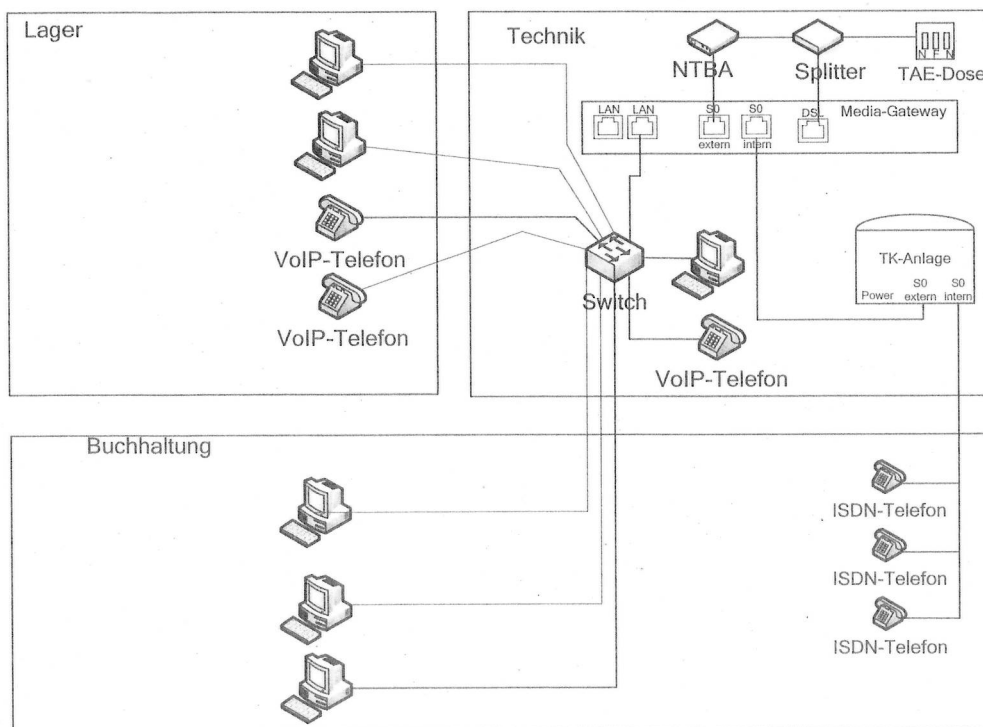 Lager
VoIP-Telefon
VoIP-Telefon
Technik
NTBA
Splitter
N F N
TAE-Dose
LAN LAN S0 S0 DSL Media-Gateway
extern intern
Switch
VoIP-Telefon
TK-Anlage
S0 S0
Power extern intern
Buchhaltung
ISDN-Telefon
ISDN-Telefon
ISDN-Telefon